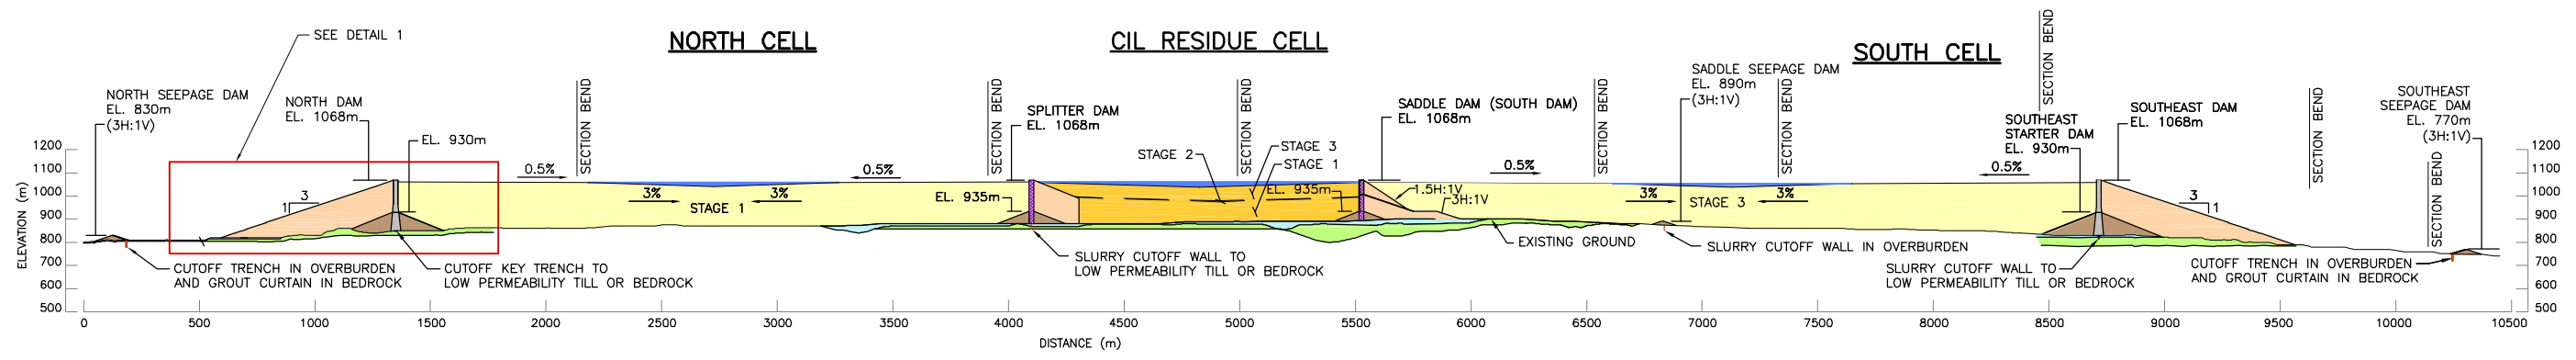 SEE DETAIL 1
NORTH CELL
CIL RESIDUE CELL
SOUTH CELL
NORTH SEEPAGE DAM
EL. 830m
(3H:1V)
NORTH DAM
EL. 1068m
EL. 930m
SECTION BEND
SECTION BEND
SPLITTER DAM
EL. 1068m
SECTION BEND
STAGE 2
STAGE 3
STAGE 1
SADDLE DAM (SOUTH DAM)
EL. 1068m
SECTION BEND
SADDLE SEEPAGE DAM
EL. 890m
(3H:1V)
SECTION BEND
SECTION BEND
SOUTHEAST
STARTER DAM
EL. 930m
SOUTHEAST DAM
EL. 1068m
SECTION BEND
SECTION BEND
SOUTHEAST
SEEPAGE DAM
EL. 770m
(3H:1V)
0.5%
0.5%
0.5%
0.5%
3%
3%
STAGE 1
EL. 935m
EL. 935m
1.5H:1V
3H:1V
3%
3%
STAGE 3
3
1
3
1
CUTOFF TRENCH IN OVERBURDEN
AND GROUT CURTAIN IN BEDROCK
CUTOFF KEY TRENCH TO
LOW PERMEABILITY TILL OR BEDROCK
SLURRY CUTOFF WALL TO
LOW PERMEABILITY TILL OR BEDROCK
EXISTING GROUND
SLURRY CUTOFF WALL IN OVERBURDEN
SLURRY CUTOFF WALL TO
LOW PERMEABILITY TILL OR BEDROCK
CUTOFF TRENCH IN OVERBURDEN
AND GROUT CURTAIN IN BEDROCK
ELEVATION (m)
1200
1100
1000
900
800
700
600
500
1200
1100
1000
900
800
700
600
500
0 500 1000 1500 2000 2500 3000 3500 4000 4500 5000 5500 6000 6500 7000 7500 8000 8500 9000 9500 10000 10500
DISTANCE (m)